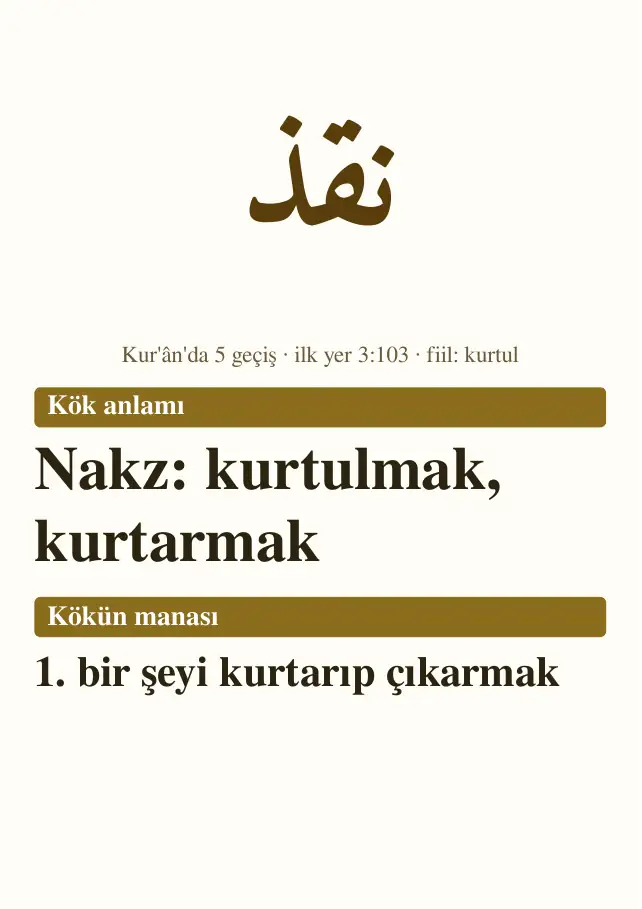 نقذ
Kur'ân'da 5 geçiş · ilk yer 3:103 · fiil: kurtul
Kök anlamı
Nakz: kurtulmak,
kurtarmak
Kökün manası
1. bir şeyi kurtarıp çıkarmak